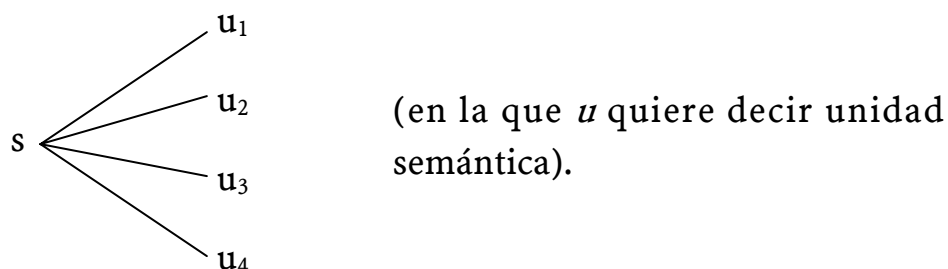 u₁
u₂
(en la que u quiere decir unidad
s
semántica).
u₃
u₄